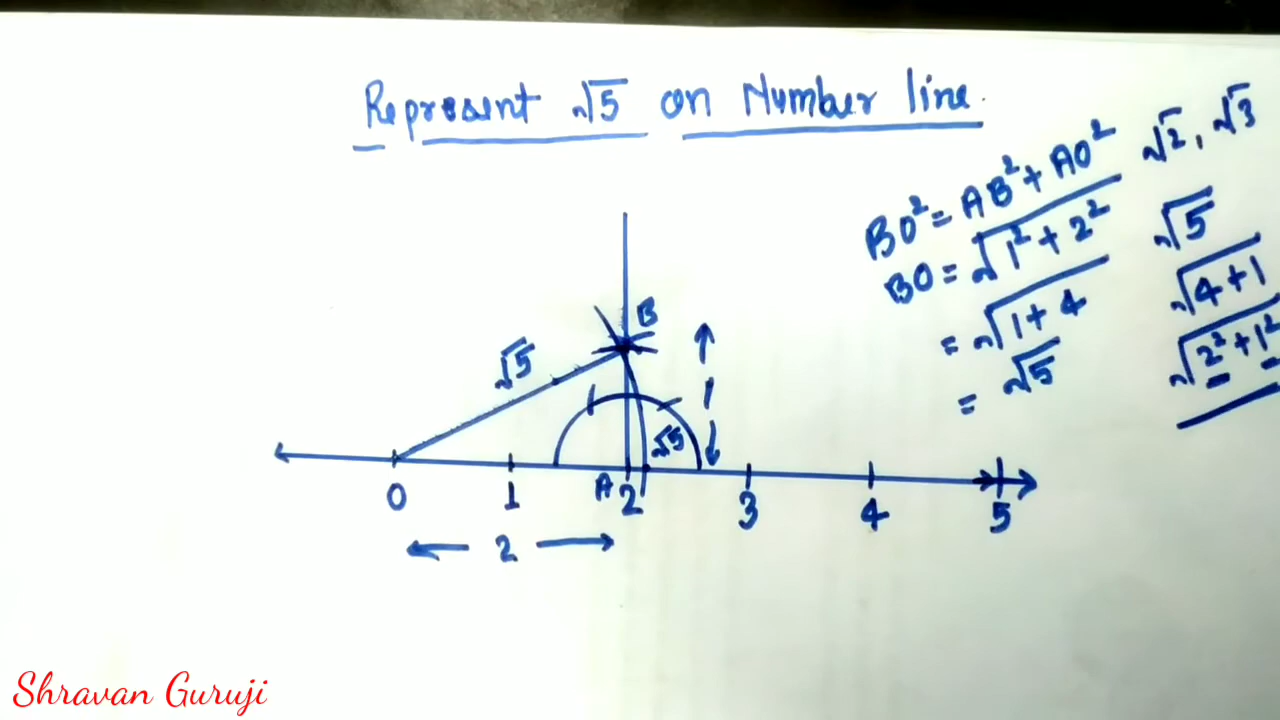 Represent √5 on Number line.
BO² = AB² + AO²
BO = √1² + 2²
= √1 + 4
= √5
√2, √3
√5
√4+1
√2² + 1²
B
√5
1
√5
A
0 1 2 3 4 5
2
Shravan Guruji